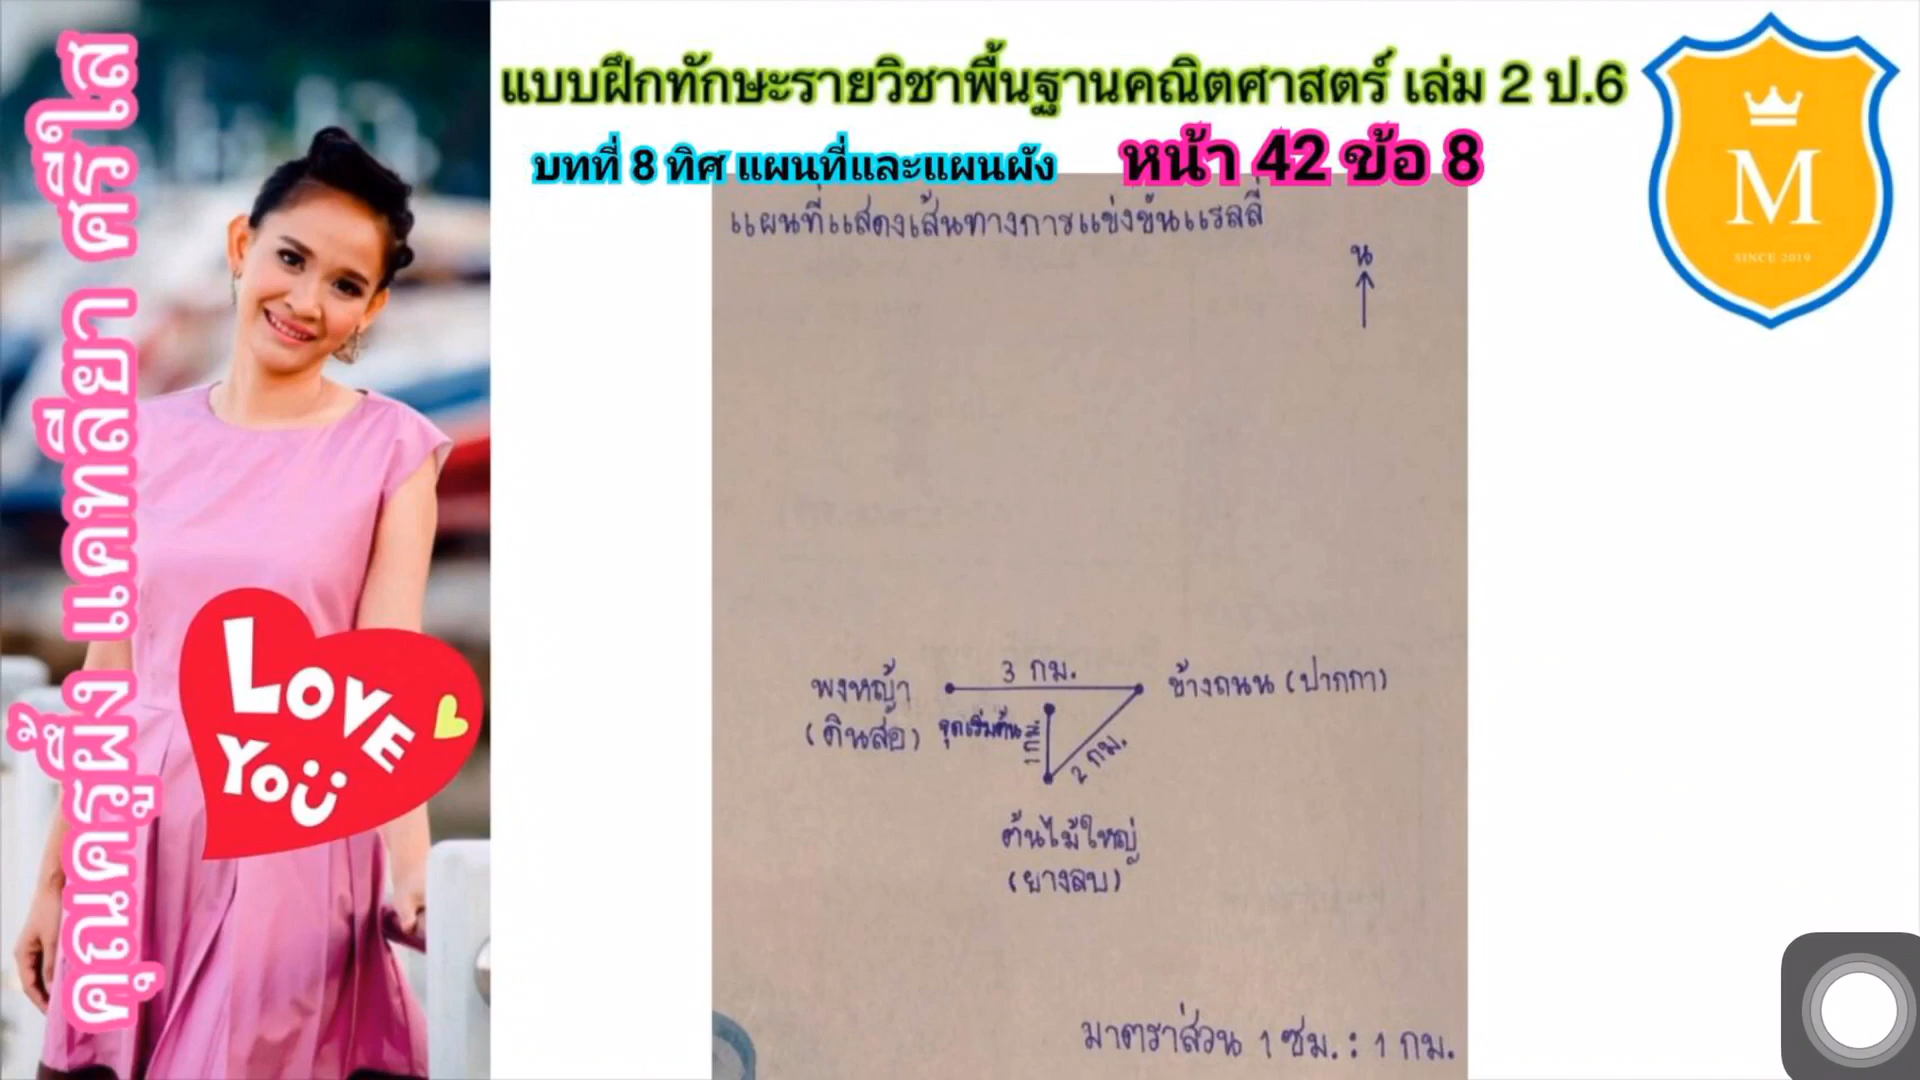 คุณครูผึ้ง แคทลียา ศรีใส
แบบฝึกทักษะรายวิชาพื้นฐานคณิตศาสตร์ เล่ม 2 ป.6
บทที่ 8 ทิศ แผนที่และแผนผัง หน้า 42 ข้อ 8
M
SINCE 2019
แผนที่แสดงเส้นทางการแข่งขันแรลลี่
น
3 กม.
พงหญ้า
(ดินสอ)
ข้างถนน (ปากกา)
จุดเริ่มต้น
1 กม.
2 กม.
ต้นไม้ใหญ่
(ยางลบ)
LOVE
YOU
มาตราส่วน 1 ซม. : 1 กม.